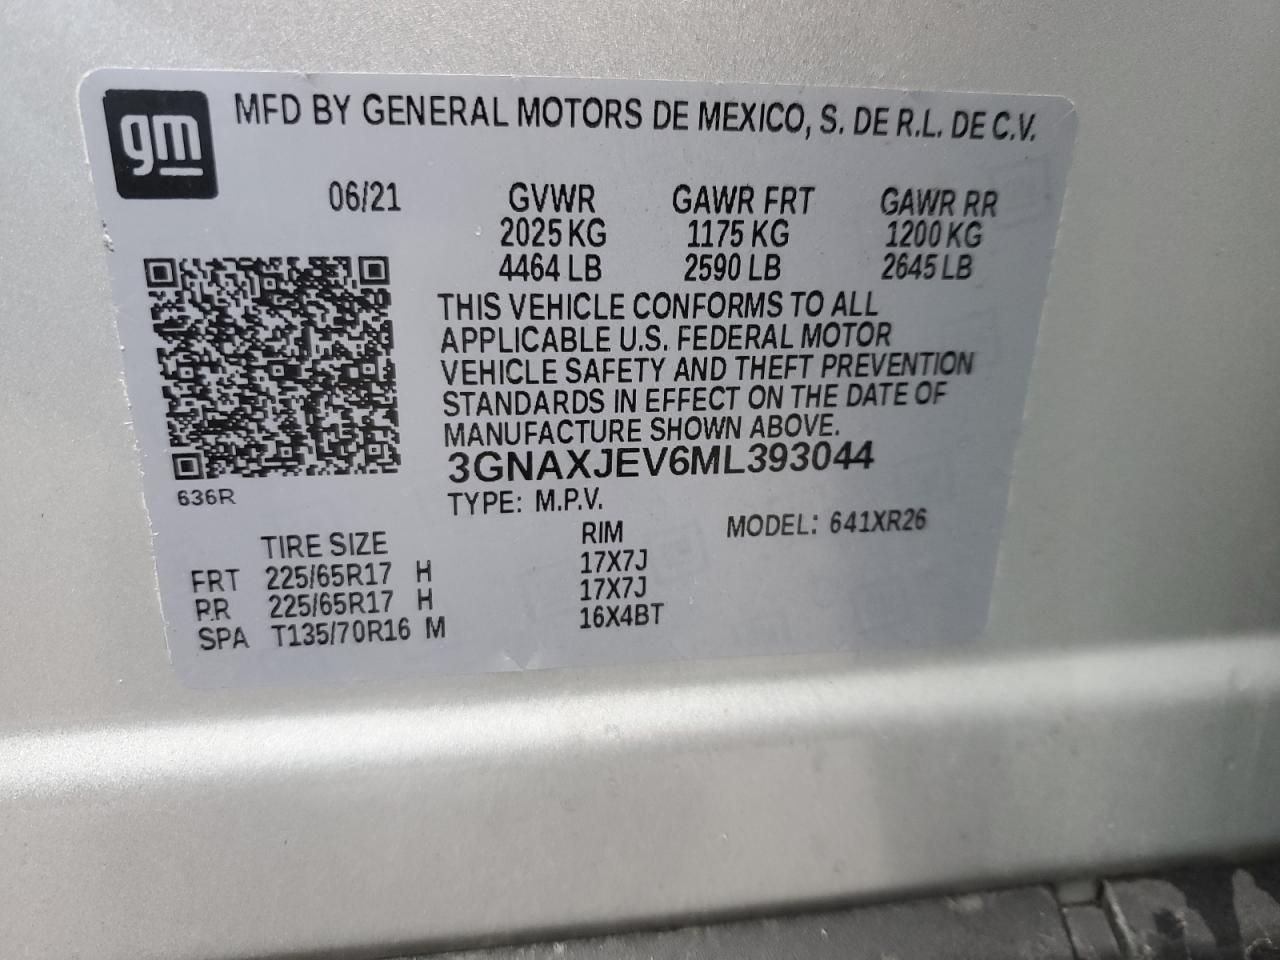 gm
MFD BY GENERAL MOTORS DE MEXICO, S. DE R.L. DE C.V.
06/21 GVWR GAWR FRT GAWR RR
2025 KG 1175 KG 1200 KG
4464 LB 2590 LB 2645 LB
THIS VEHICLE CONFORMS TO ALL
APPLICABLE U.S. FEDERAL MOTOR
VEHICLE SAFETY AND THEFT PREVENTION
STANDARDS IN EFFECT ON THE DATE OF
MANUFACTURE SHOWN ABOVE.
3GNAXJEV6ML393044
636R
TYPE: M.P.V.
MODEL: 641XR26
TIRE SIZE RIM
FRT 225/65R17 H 17X7J
RR 225/65R17 H 17X7J
SPA T135/70R16 M 16X4BT